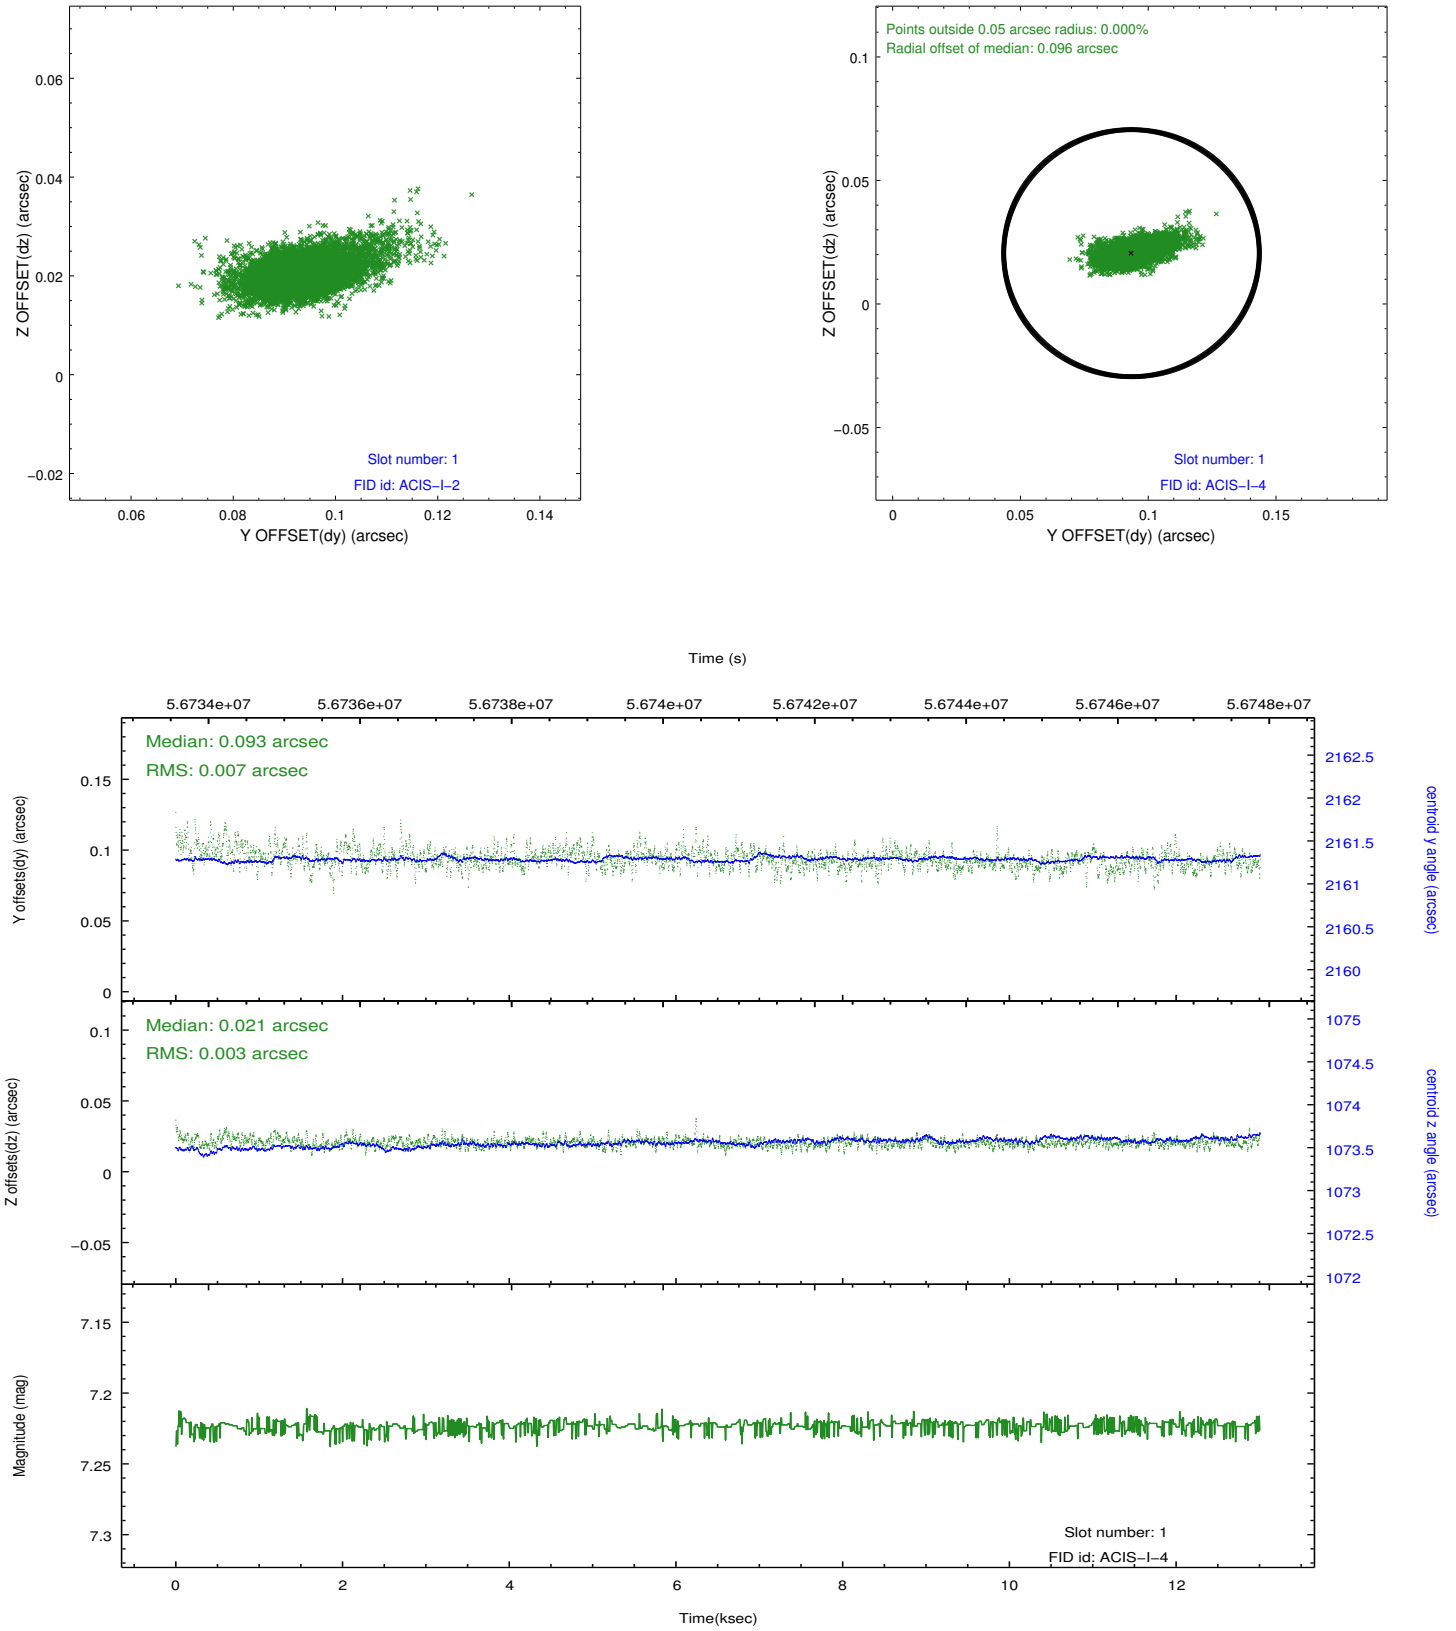 Points outside 0.05 arcsec radius: 0.000%
Radial offset of median: 0.096 arcsec
0.06
0.04
0.02
0
−0.02
Z OFFSET(dz) (arcsec)
Slot number: 1
FID id: ACIS−I−2
0.06 0.08 0.1 0.12 0.14
Y OFFSET(dy) (arcsec)
0.1
0.05
0
−0.05
Z OFFSET(dz) (arcsec)
Slot number: 1
FID id: ACIS−I−4
0 0.05 0.1 0.15
Y OFFSET(dy) (arcsec)
Time (s)
5.6734e+07 5.6736e+07 5.6738e+07 5.674e+07 5.6742e+07 5.6744e+07 5.6746e+07 5.6748e+07
Median: 0.093 arcsec
RMS: 0.007 arcsec
0.15
0.1
0.05
0
Y offsets(dy) (arcsec)
2162.5
2162
2161.5
2161
2160.5
2160
centroid y angle (arcsec)
Median: 0.021 arcsec
RMS: 0.003 arcsec
0.1
0.05
0
−0.05
Z offsets(dz) (arcsec)
1075
1074.5
1074
1073.5
1073
1072.5
1072
centroid z angle (arcsec)
7.15
7.2
7.25
7.3
Magnitude (mag)
Slot number: 1
FID id: ACIS−I−4
0 2 4 6 8 10 12
Time(ksec)